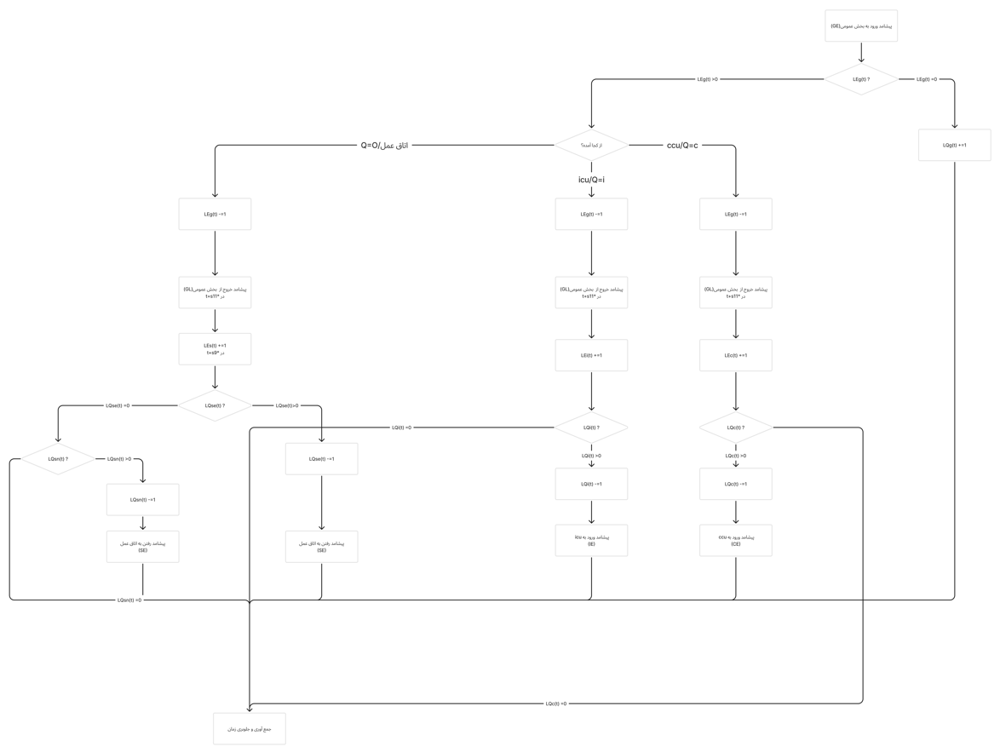 پیشامد ورود به بخش عمومی(GE)
LEg(t) ?
LEg(t) >0
LEg(t) =0
LQg(t) +=1
از کجا آمده؟
Q=O/اتاق عمل
ccu/Q=c
icu/Q=i
LEg(t) -=1
LEg(t) -=1
LEg(t) -=1
پیشامد خروج از بخش عمومی(GL)
در t+s11*
پیشامد خروج از بخش عمومی(GL)
در t+s11*
پیشامد خروج از بخش عمومی(GL)
در t+s11*
LEs(t) +=1
در t+s9*
LEi(t) +=1
LEc(t) +=1
LQse(t) =0
LQse(t) ?
LQse(t)>0
LQi(t) =0
LQi(t) ?
LQc(t) ?
LQsn(t) ?
LQsn(t) >0
LQse(t) -=1
LQi(t) >0
LQc(t) >0
LQsn(t) -=1
LQi(t) -=1
LQc(t) -=1
پیشامد رفتن به اتاق عمل
(SE)
پیشامد رفتن به اتاق عمل
(SE)
پیشامد ورود به icu
(IE)
پیشامد ورود به ccu
(CE)
LQsn(t) =0
LQc(t) =0
جمع آوری و جلوبری زمان